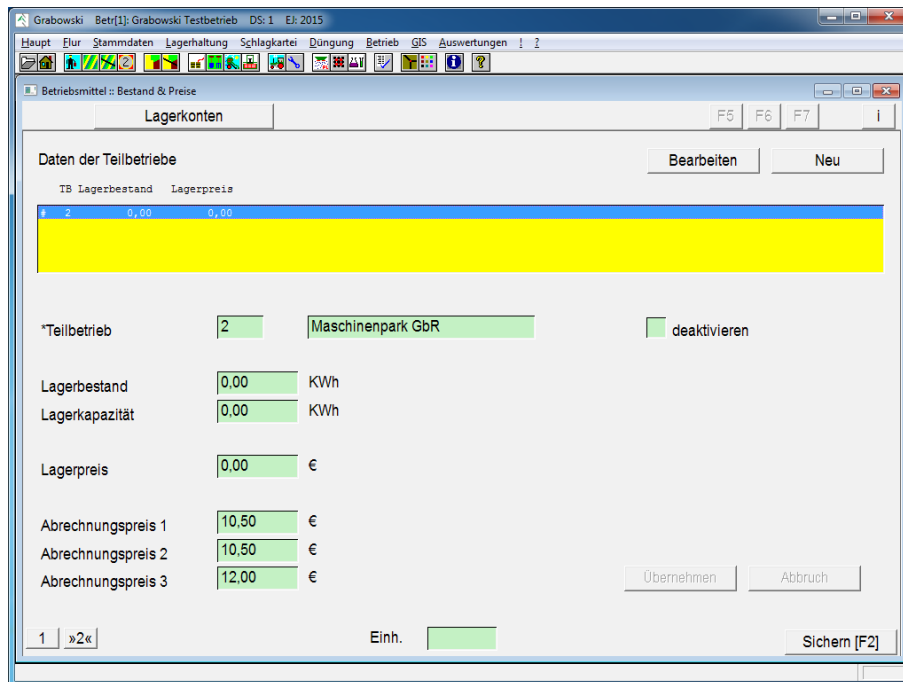 Grabowski Betr[1]: Grabowski Testbetrieb DS: 1 EJ: 2015
Haupt Flur Stammdaten Lagerhaltung Schlagkartei Düngung Betrieb GIS Auswertungen ! ?
Betriebsmittel :: Bestand & Preise
Lagerkonten F5 F6 F7 i
Daten der Teilbetriebe Bearbeiten Neu
TB Lagerbestand Lagerpreis
# 2 0,00 0,00
*Teilbetrieb 2 Maschinenpark GbR deaktivieren
Lagerbestand 0,00 KWh
Lagerkapazität 0,00 KWh
Lagerpreis 0,00 €
Abrechnungspreis 1 10,50 €
Abrechnungspreis 2 10,50 €
Abrechnungspreis 3 12,00 €
Übernehmen Abbruch
1 »2« Einh. Sichern [F2]